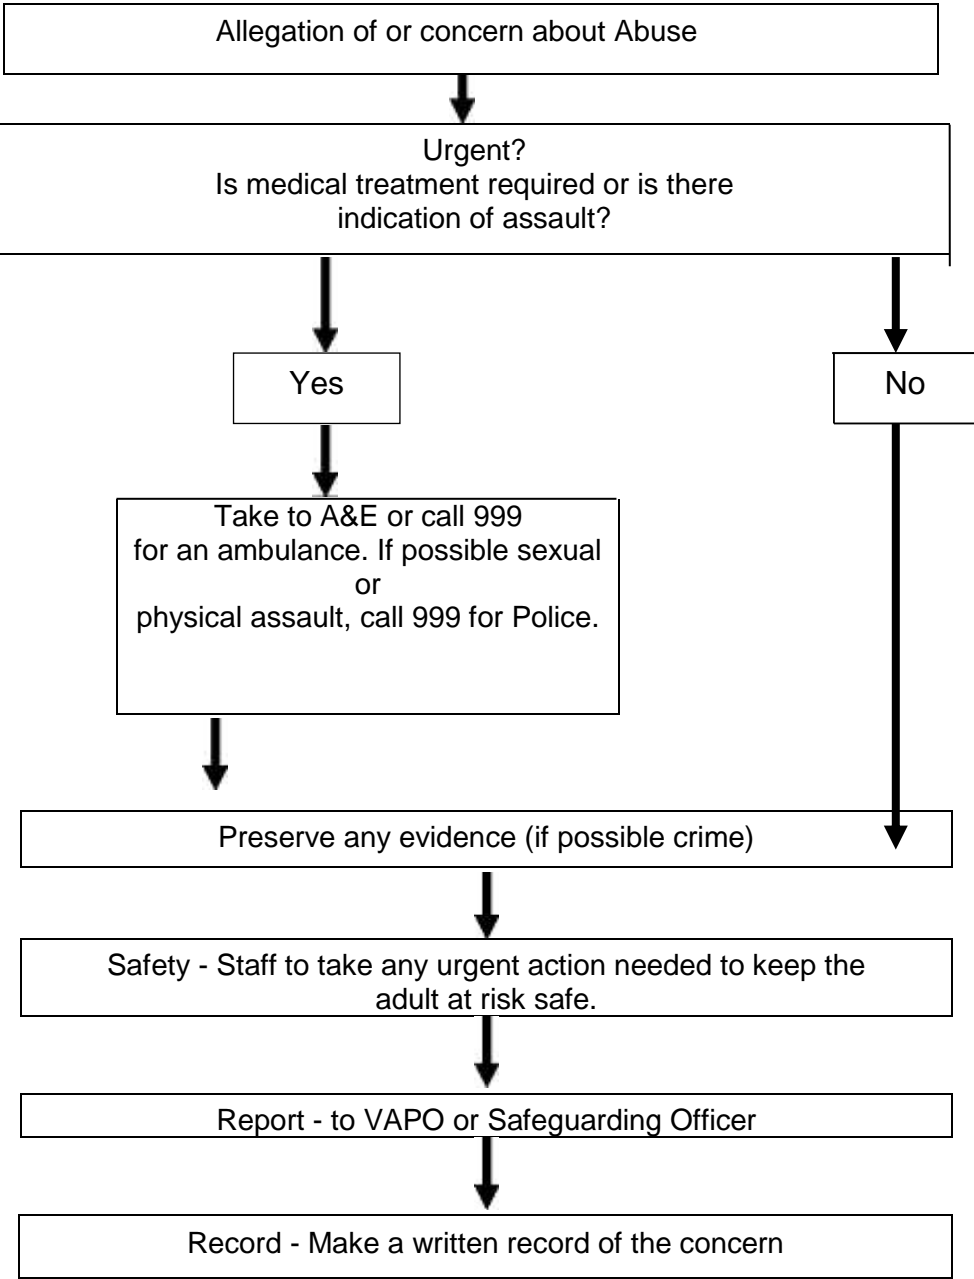 Allegation of or concern about Abuse
Urgent?
Is medical treatment required or is there
indication of assault?
Yes
No
Take to A&E or call 999
for an ambulance. If possible sexual
or
physical assault, call 999 for Police.
Preserve any evidence (if possible crime)
Safety - Staff to take any urgent action needed to keep the
adult at risk safe.
Report - to VAPO or Safeguarding Officer
Record - Make a written record of the concern